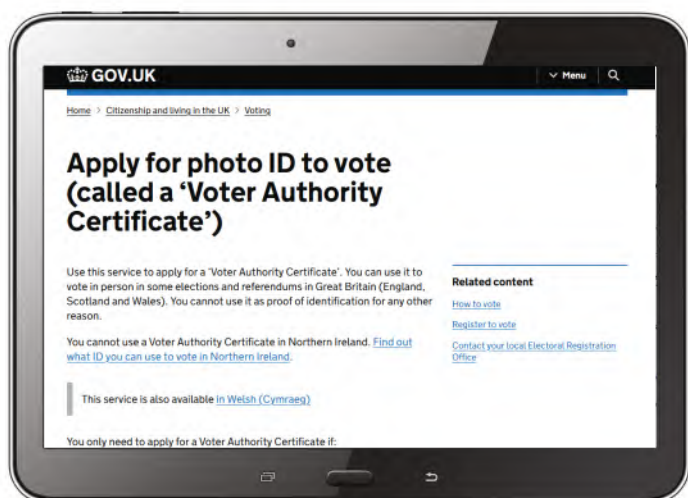 GOV.UK
Menu
Home > Citizenship and living in the UK > Voting
Apply for photo ID to vote
(called a ‘Voter Authority
Certificate’)
Use this service to apply for a ‘Voter Authority Certificate’. You can use it to
vote in person in some elections and referendums in Great Britain (England,
Scotland and Wales). You cannot use it as proof of identification for any other
reason.
You cannot use a Voter Authority Certificate in Northern Ireland. Find out
what ID you can use to vote in Northern Ireland.
This service is also available in Welsh (Cymraeg)
You only need to apply for a Voter Authority Certificate if:
Related content
How to vote
Register to vote
Contact your local Electoral Registration
Office